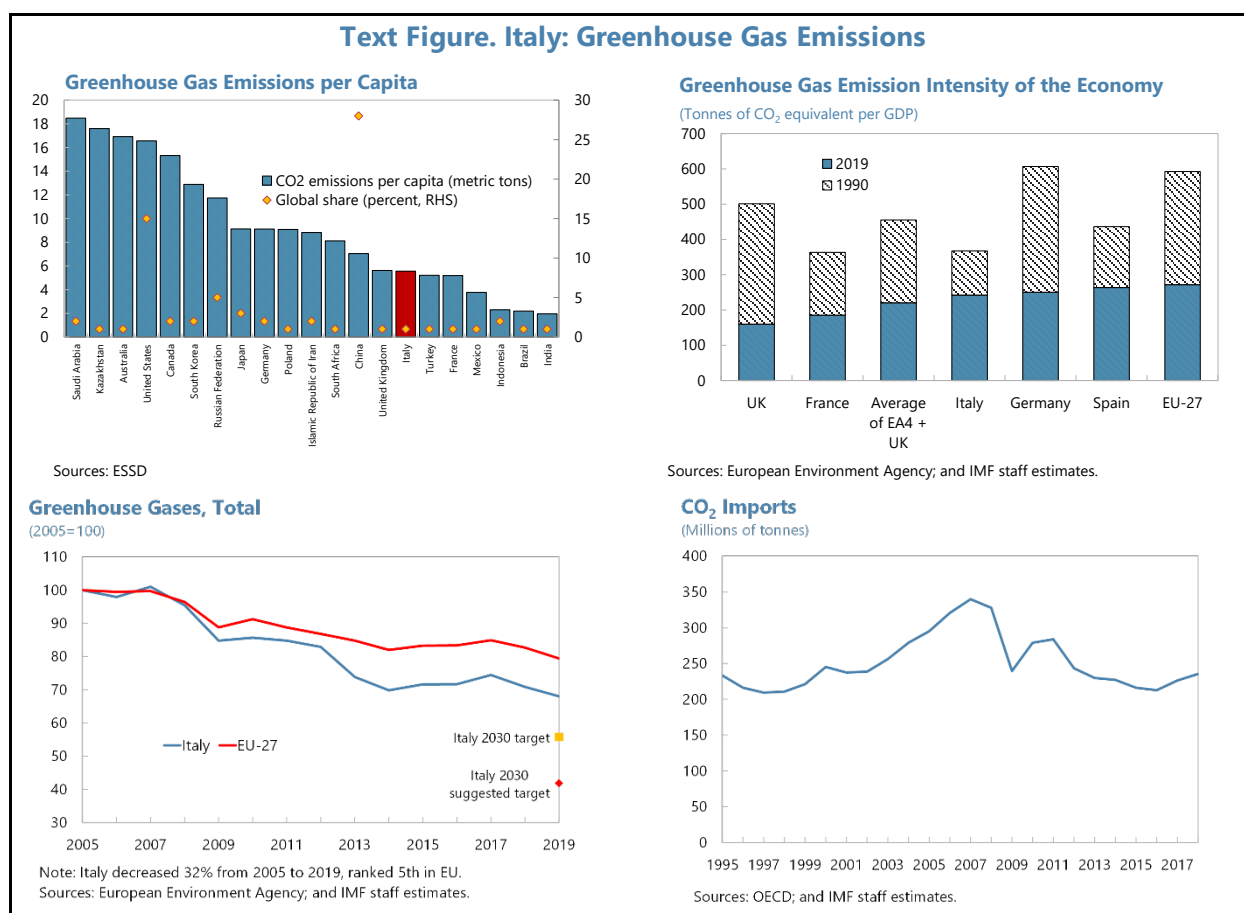 Text Figure. Italy: Greenhouse Gas Emissions
Greenhouse Gas Emissions per Capita
20
18
16
14
12
10
8
6
4
2
0
30
25
20
15
10
5
0
CO2 emissions per capita (metric tons)
Global share (percent, RHS)
Saudi Arabia
Kazakhstan
Australia
United States
Canada
South Korea
Russian Federation
Japan
Germany
Poland
Islamic Republic of Iran
South Africa
China
United Kingdom
Italy
Turkey
France
Mexico
Indonesia
Brazil
India
Sources: ESSD
Greenhouse Gas Emission Intensity of the Economy
(Tonnes of CO₂ equivalent per GDP)
700
600
500
400
300
200
100
0
2019
1990
UK France Average Italy Germany Spain EU-27
of EA4 +
UK
Sources: European Environment Agency; and IMF staff estimates.
Greenhouse Gases, Total
(2005=100)
110
100
90
80
70
60
50
40
30
Italy EU-27
Italy 2030 target
Italy 2030
suggested target
2005 2007 2009 2011 2013 2015 2017 2019
Note: Italy decreased 32% from 2005 to 2019, ranked 5th in EU.
Sources: European Environment Agency; and IMF staff estimates.
CO₂ Imports
(Millions of tonnes)
400
350
300
250
200
150
100
50
0
1995 1997 1999 2001 2003 2005 2007 2009 2011 2013 2015 2017
Sources: OECD; and IMF staff estimates.